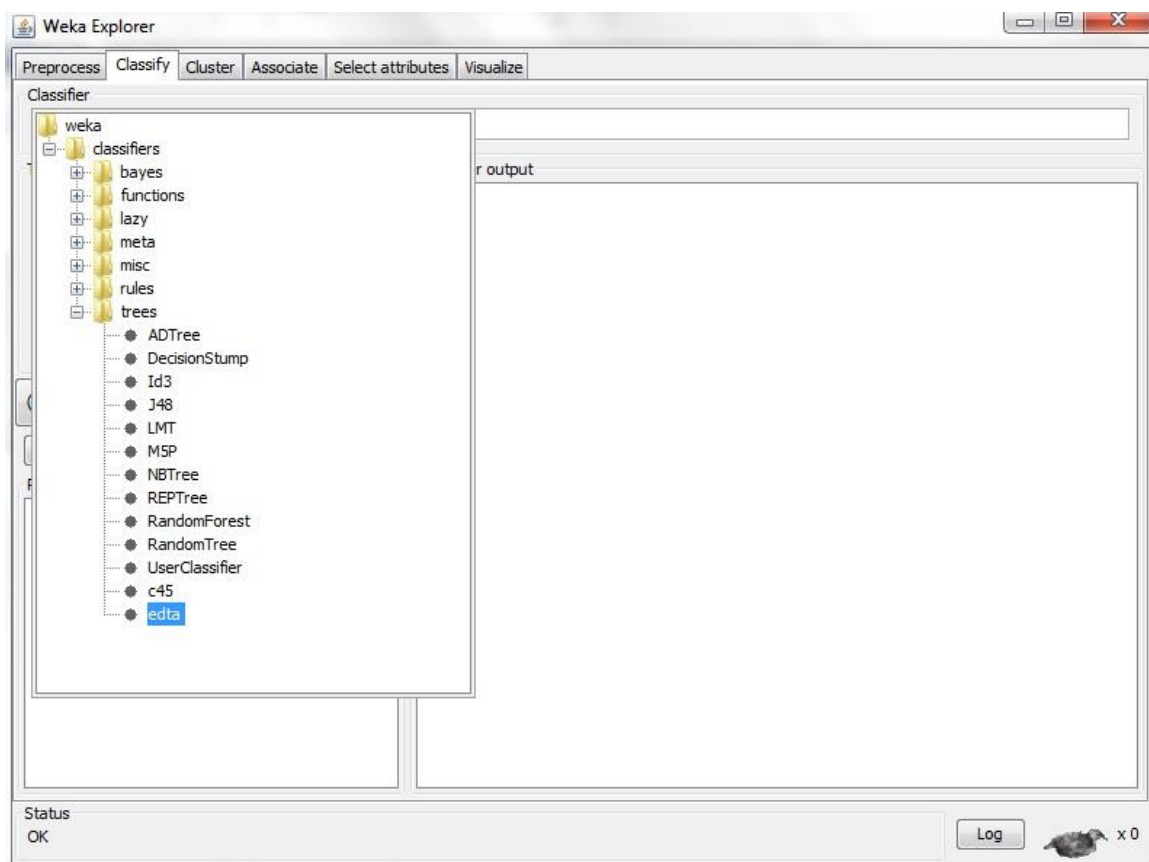 Weka Explorer
Preprocess Classify Cluster Associate Select attributes Visualize
Classifier
weka
classifiers
r output
bayes
functions
lazy
meta
misc
rules
trees
ADTree
DecisionStump
Id3
J48
LMT
M5P
NBTree
REPTree
RandomForest
RandomTree
UserClassifier
c45
edta
Status
OK
Log
x 0